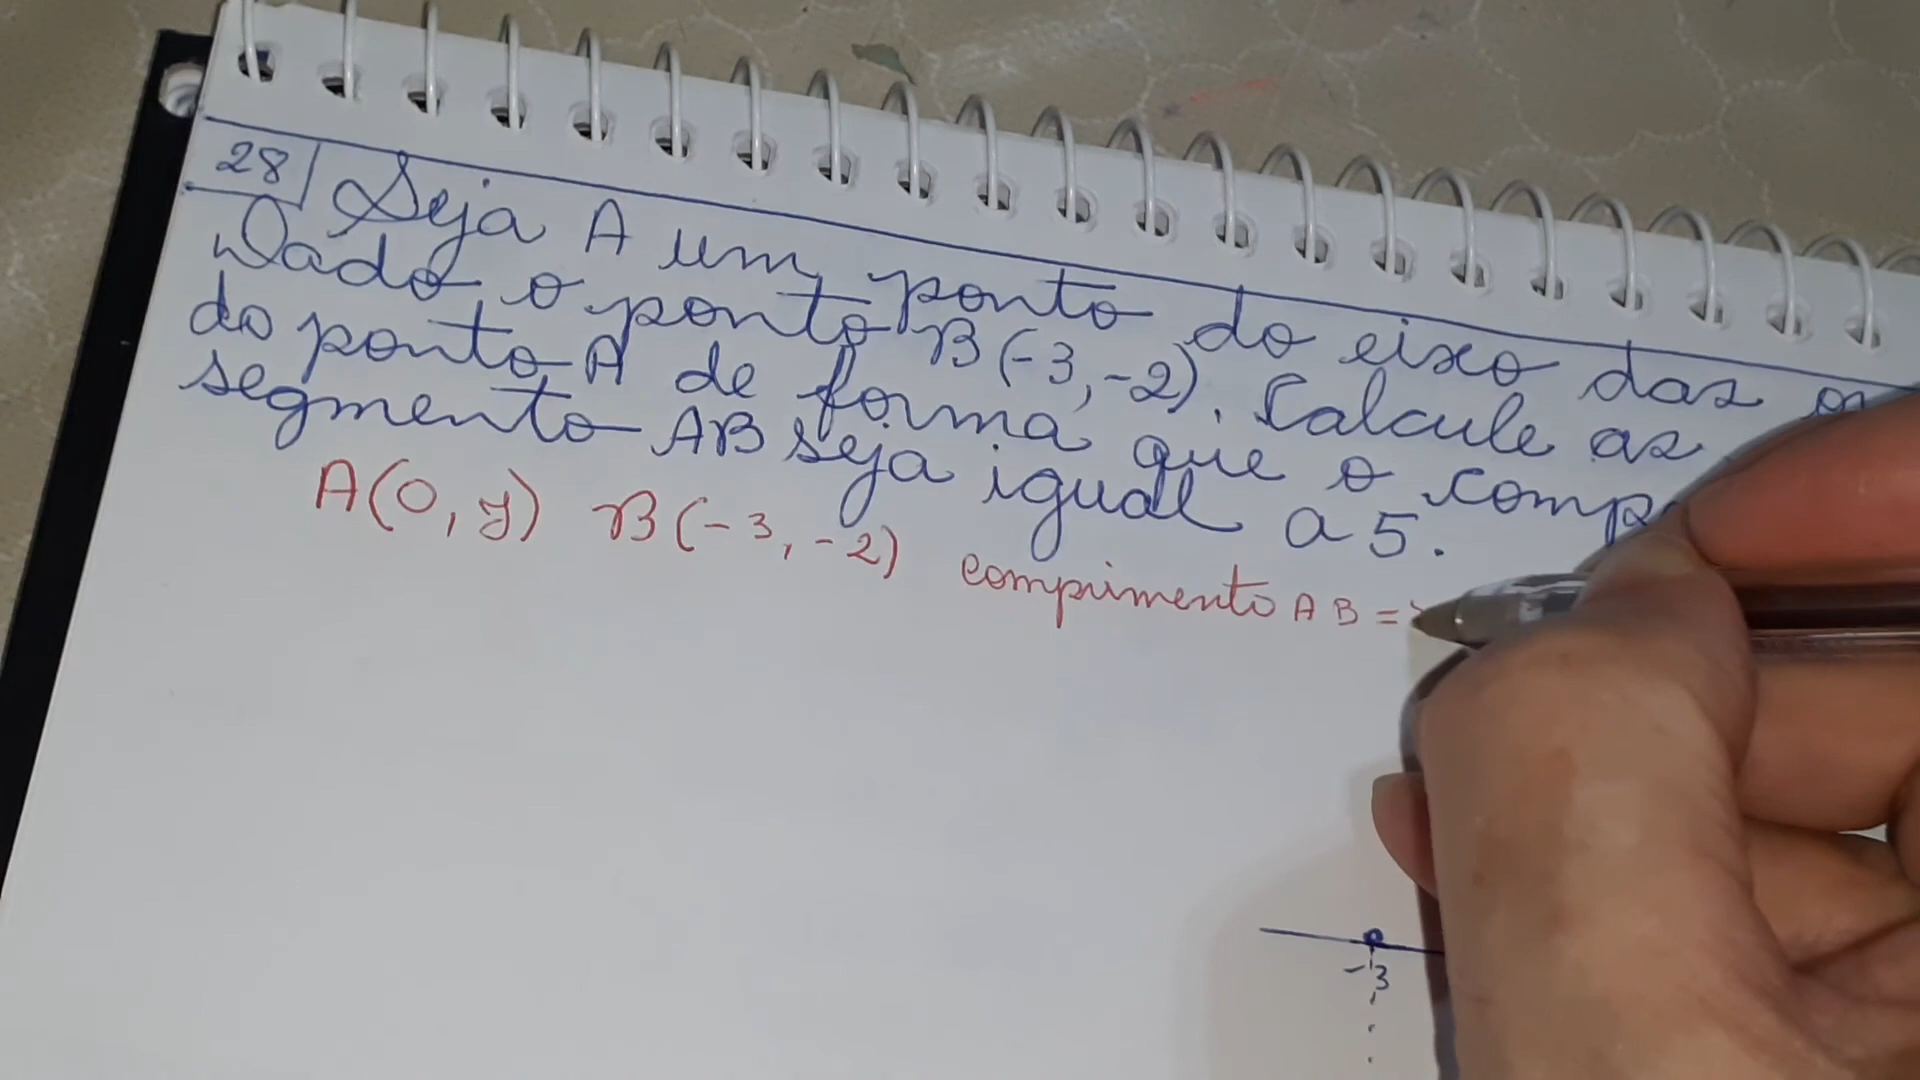 28 Seja A um ponto do eixo das
Dado o ponto B(-3,-2). Calcule as
do ponto A de forma que o
segmento AB seja igual a 5.
A(0, y) B(-3, -2) comprimento AB =
-3